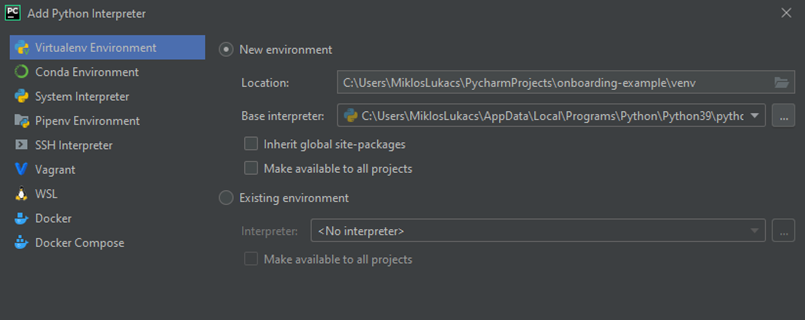 PC Add Python Interpreter
Virtualenv Environment
Conda Environment
System Interpreter
Pipenv Environment
SSH Interpreter
Vagrant
WSL
Docker
Docker Compose
New environment
Location: C:\Users\MiklosLukacs\PycharmProjects\onboarding-example\venv
Base interpreter: C:\Users\MiklosLukacs\AppData\Local\Programs\Python\Python39\pytho ...
Inherit global site-packages
Make available to all projects
Existing environment
Interpreter: <No interpreter> ...
Make available to all projects